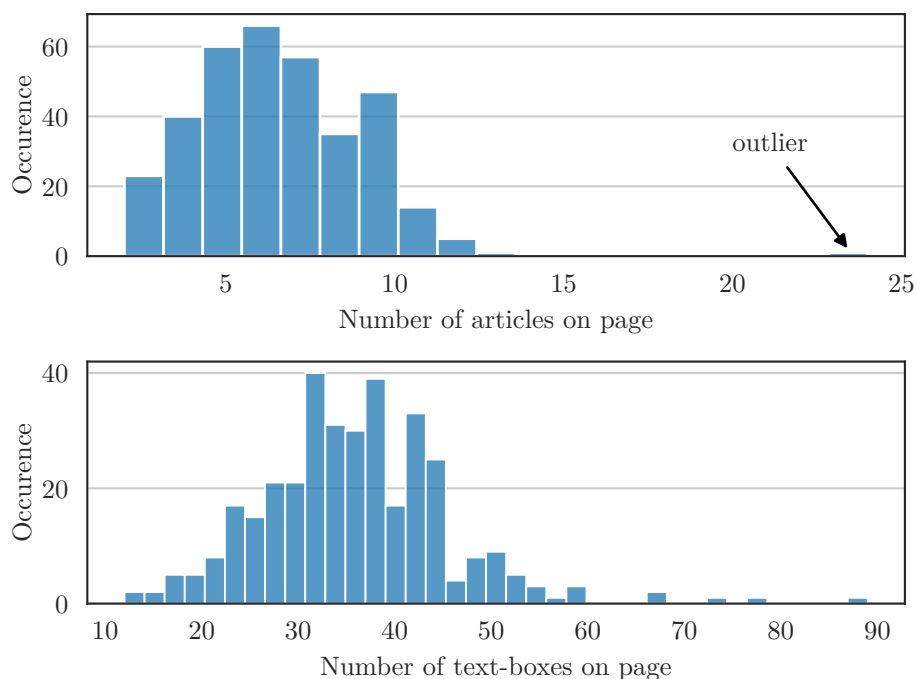 60
40
20
0
Occurence
outlier
5 10 15 20 25
Number of articles on page
40
20
0
Occurence
10 20 30 40 50 60 70 80 90
Number of text-boxes on page